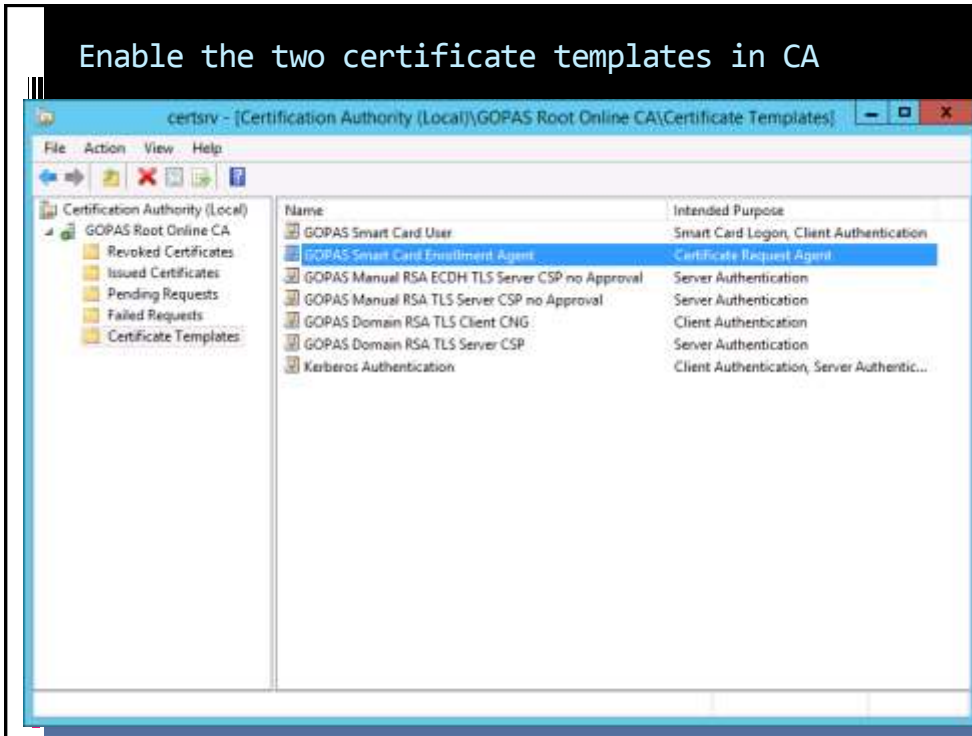 Enable the two certificate templates in CA
certsrv - [Certification Authority (Local)\GOPAS Root Online CA\Certificate Templates]
File Action View Help
Certification Authority (Local)
GOPAS Root Online CA
Revoked Certificates
Issued Certificates
Pending Requests
Failed Requests
Certificate Templates
Name Intended Purpose
GOPAS Smart Card User Smart Card Logon, Client Authentication
GOPAS Smart Card Enrollment Agent Certificate Request Agent
GOPAS Manual RSA ECDH TLS Server CSP no Approval Server Authentication
GOPAS Manual RSA TLS Server CSP no Approval Server Authentication
GOPAS Domain RSA TLS Client CNG Client Authentication
GOPAS Domain RSA TLS Server CSP Server Authentication
Kerberos Authentication Client Authentication, Server Authentic...